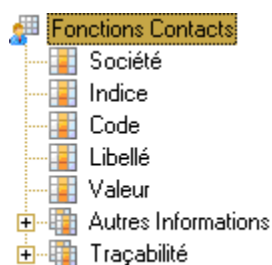 Fonctions Contacts
Société
Indice
Code
Libellé
Valeur
Autres Informations
Traçabilité